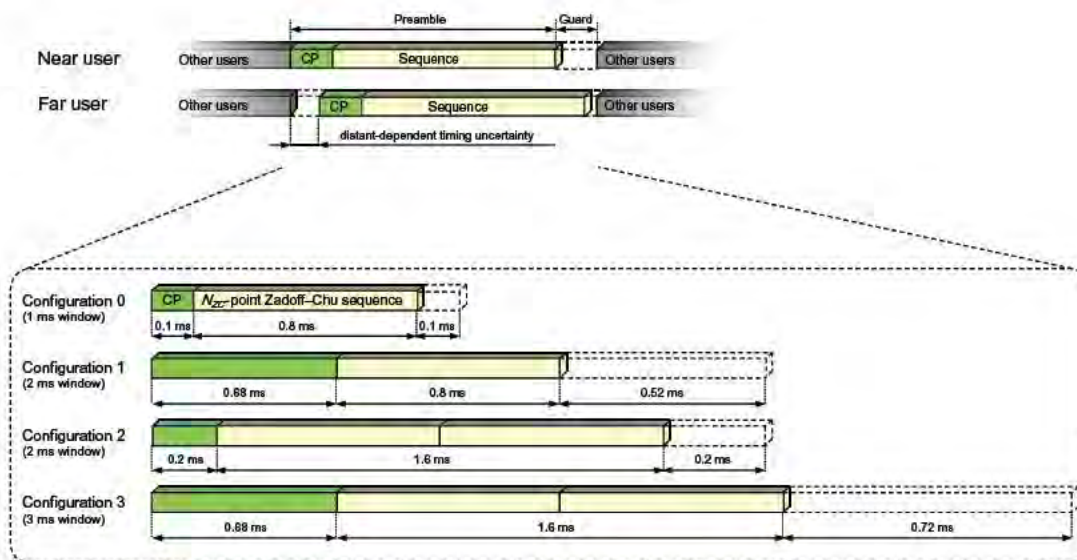 Preamble Guard
Near user Other users CP Sequence Other users
Far user Other users CP Sequence Other users
distant-dependent timing uncertainty
Configuration 0 CP NZC-point Zadoff–Chu sequence
(1 ms window)
0.1 ms 0.8 ms 0.1 ms
Configuration 1
(2 ms window)
0.68 ms 0.8 ms 0.52 ms
Configuration 2
(2 ms window)
0.2 ms 1.6 ms 0.2 ms
Configuration 3
(3 ms window)
0.68 ms 1.6 ms 0.72 ms